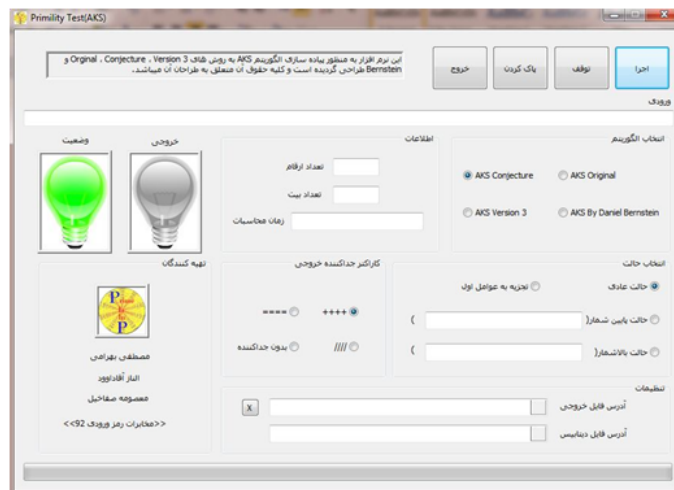 Primility Test(AKS)
این نرم افزار به منظور پیاده سازی الگوریتم AKS به روش های Orginal ، Conjecture ، Version 3 و
Bernstein طراحی گردیده است و کلیه حقوق آن متعلق به طراحان آن میباشد.
خروج
پاک کردن
توقف
اجرا
ورودی
وضعیت
خروجی
اطلاعات
تعداد ارقام
تعداد بیت
زمان محاسبات
انتخاب الگوریتم
AKS Conjecture
AKS Orginal
AKS Version 3
AKS By Daniel Bernstein
تهیه کنندگان
P
P
مصطفی بهرامی
الناز آقاداوود
معصومه صفاخیل
<<مخابرات رمز ورودی 92>>
کاراکتر جداکننده خروجی
++++
====
////
بدون جداکننده
انتخاب حالت
حالت عادی
تجزیه به عوامل اول
حالت پایین شمار( )
حالت بالاشمار( )
تنظیمات
آدرس فایل خروجی
X
آدرس فایل دیتابیس